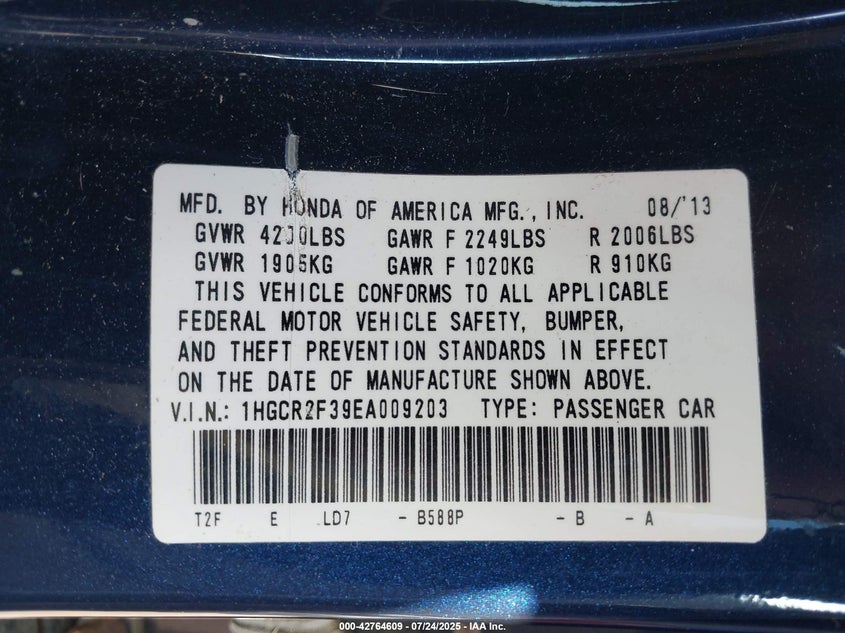 MFD. BY HONDA OF AMERICA MFG., INC. 08/'13
GVWR 4200LBS GAWR F 2249LBS R 2006LBS
GVWR 1905KG GAWR F 1020KG R 910KG
THIS VEHICLE CONFORMS TO ALL APPLICABLE
FEDERAL MOTOR VEHICLE SAFETY, BUMPER,
AND THEFT PREVENTION STANDARDS IN EFFECT
ON THE DATE OF MANUFACTURE SHOWN ABOVE.
V.I.N.: 1HGCR2F39EA009203 TYPE: PASSENGER CAR
T2F E LD7 - B588P - B - A
000-42764609 - 07/24/2025 - IAA Inc.